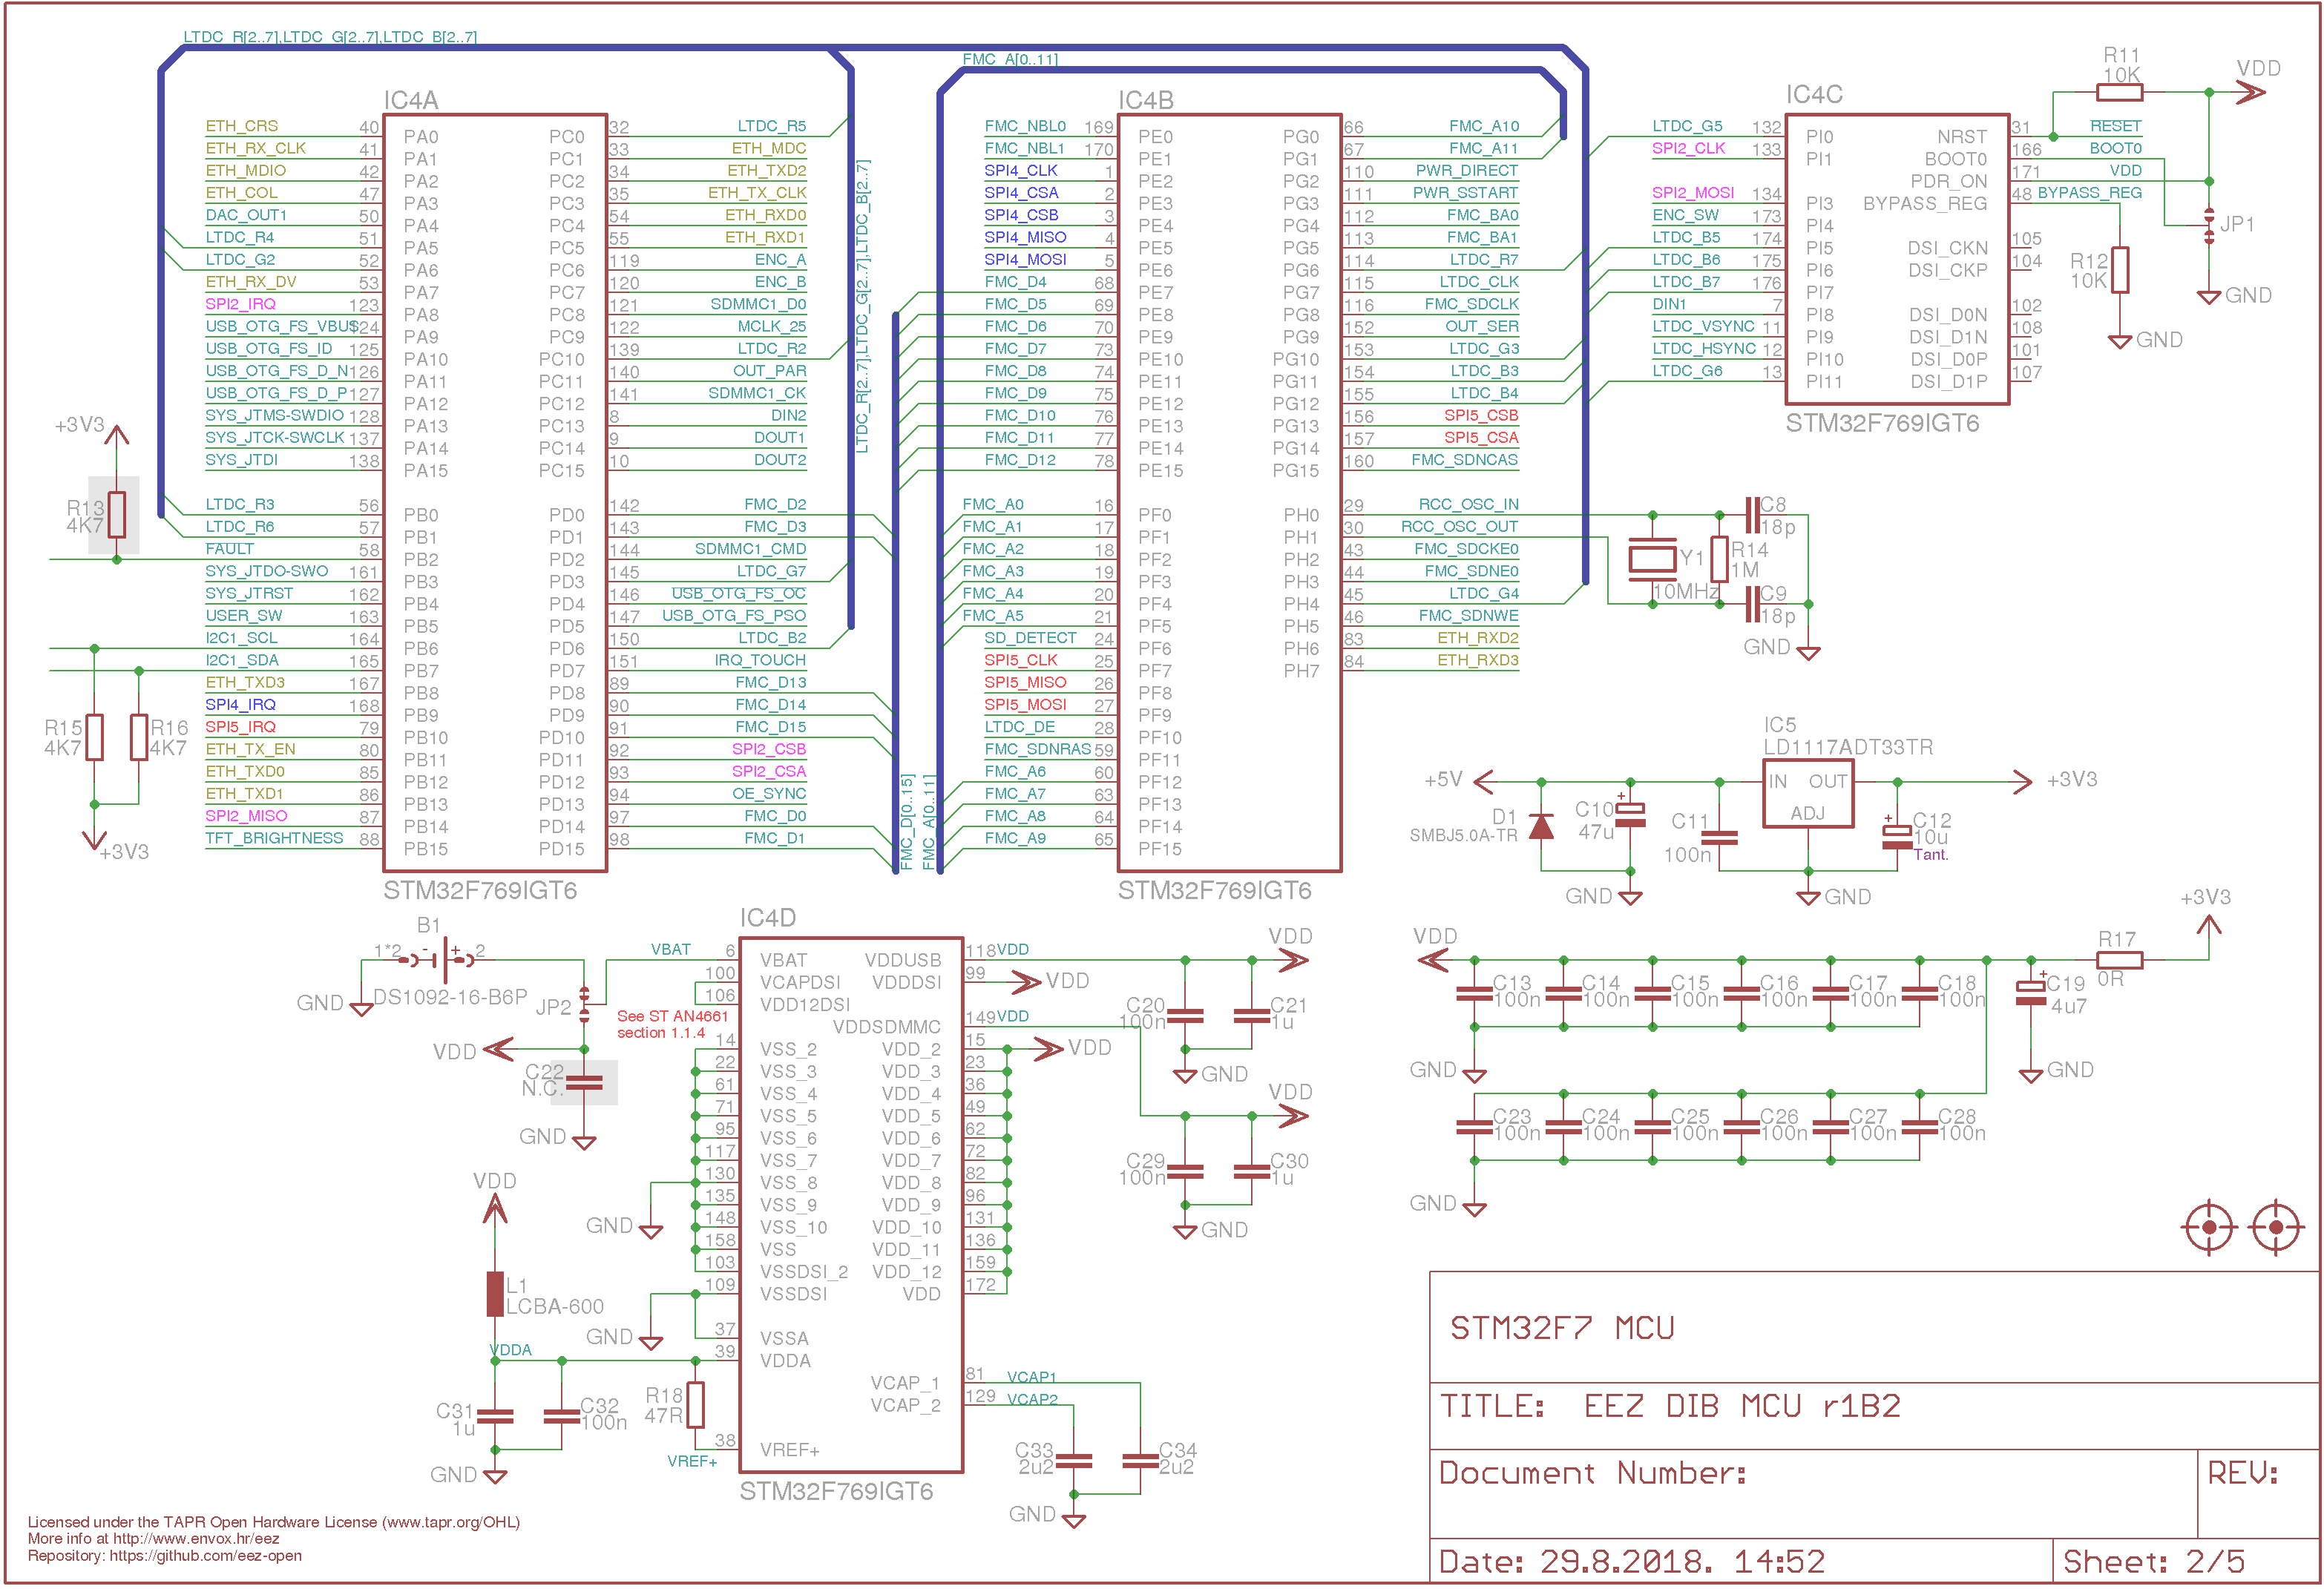 LTDC_R[2..7],LTDC_G[2..7],LTDC_B[2..7]
FMC_A[0..11]
IC4A
ETH_CRS 40 PA0 PC0 32 LTDC_R5
ETH_RX_CLK 41 PA1 PC1 33 ETH_MDC
ETH_MDIO 42 PA2 PC2 34 ETH_TXD2
ETH_COL 47 PA3 PC3 35 ETH_TX_CLK
DAC_OUT1 50 PA4 PC4 54 ETH_RXD0
LTDC_R4 51 PA5 PC5 55 ETH_RXD1
LTDC_G2 52 PA6 PC6 119 ENC_A
ETH_RX_DV 53 PA7 PC7 120 ENC_B
SPI2_IRQ 123 PA8 PC8 121 SDMMC1_D0
USB_OTG_FS_VBUS 124 PA9 PC9 122 MCLK_25
USB_OTG_FS_ID 125 PA10 PC10 139 LTDC_R2
USB_OTG_FS_D_N 126 PA11 PC11 140 OUT_PAR
USB_OTG_FS_D_P 127 PA12 PC12 141 SDMMC1_CK
SYS_JTMS-SWDIO 128 PA13 PC13 8 DIN2
SYS_JTCK-SWCLK 137 PA14 PC14 9 DOUT1
SYS_JTDI 138 PA15 PC15 10 DOUT2
LTDC_R3 56 PB0 PD0 142 FMC_D2
LTDC_R6 57 PB1 PD1 143 FMC_D3
FAULT 58 PB2 PD2 144 SDMMC1_CMD
SYS_JTDO-SWO 161 PB3 PD3 145 LTDC_G7
SYS_JTRST 162 PB4 PD4 146 USB_OTG_FS_OC
USER_SW 163 PB5 PD5 147 USB_OTG_FS_PSO
I2C1_SCL 164 PB6 PD6 150 LTDC_B2
I2C1_SDA 165 PB7 PD7 151 IRQ_TOUCH
ETH_TXD3 167 PB8 PD8 89 FMC_D13
SPI4_IRQ 168 PB9 PD9 90 FMC_D14
SPI5_IRQ 79 PB10 PD10 91 FMC_D15
ETH_TX_EN 80 PB11 PD11 92 SPI2_CSB
ETH_TXD0 85 PB12 PD12 93 SPI2_CSA
ETH_TXD1 86 PB13 PD13 94 OE_SYNC
SPI2_MISO 87 PB14 PD14 97 FMC_D0
TFT_BRIGHTNESS 88 PB15 PD15 98 FMC_D1
STM32F769IGT6
LTDC_R[2..7],LTDC_G[2..7],LTDC_B[2..7]
FMC_D[0..15]
FMC_A[0..11]
+3V3
R13
4K7
R15
4K7
R16
4K7
+3V3
IC4B
FMC_NBL0 169 PE0 PG0 66 FMC_A10
FMC_NBL1 170 PE1 PG1 67 FMC_A11
SPI4_CLK 1 PE2 PG2 110 PWR_DIRECT
SPI4_CSA 2 PE3 PG3 111 PWR_SSTART
SPI4_CSB 3 PE4 PG4 112 FMC_BA0
SPI4_MISO 4 PE5 PG5 113 FMC_BA1
SPI4_MOSI 5 PE6 PG6 114 LTDC_R7
FMC_D4 68 PE7 PG7 115 LTDC_CLK
FMC_D5 69 PE8 PG8 116 FMC_SDCLK
FMC_D6 70 PE9 PG9 152 OUT_SER
FMC_D7 73 PE10 PG10 153 LTDC_G3
FMC_D8 74 PE11 PG11 154 LTDC_B3
FMC_D9 75 PE12 PG12 155 LTDC_B4
FMC_D10 76 PE13 PG13 156 SPI5_CSB
FMC_D11 77 PE14 PG14 157 SPI5_CSA
FMC_D12 78 PE15 PG15 160 FMC_SDNCAS
FMC_A0 16 PF0 PH0 29 RCC_OSC_IN
FMC_A1 17 PF1 PH1 30 RCC_OSC_OUT
FMC_A2 18 PF2 PH2 43 FMC_SDCKE0
FMC_A3 19 PF3 PH3 44 FMC_SDNE0
FMC_A4 20 PF4 PH4 45 LTDC_G4
FMC_A5 21 PF5 PH5 46 FMC_SDNWE
SD_DETECT 24 PF6 PH6 83 ETH_RXD2
SPI5_CLK 25 PF7 PH7 84 ETH_RXD3
SPI5_MISO 26 PF8
SPI5_MOSI 27 PF9
LTDC_DE 28 PF10
FMC_SDNRAS 59 PF11
FMC_A6 60 PF12
FMC_A7 63 PF13
FMC_A8 64 PF14
FMC_A9 65 PF15
STM32F769IGT6
IC4C
LTDC_G5 132 PI0 NRST 31 RESET
SPI2_CLK 133 PI1 BOOT0 166 BOOT0
PDR_ON 171 VDD
SPI2_MOSI 134 PI3 BYPASS_REG 48 BYPASS_REG
ENC_SW 173 PI4
LTDC_B5 174 PI5 DSI_CKN 105
LTDC_B6 175 PI6 DSI_CKP 104
LTDC_B7 176 PI7
DIN1 7 PI8 DSI_D0N 102
LTDC_VSYNC 11 PI9 DSI_D1N 108
LTDC_HSYNC 12 PI10 DSI_D0P 101
LTDC_G6 13 PI11 DSI_D1P 107
STM32F769IGT6
R11
10K
VDD
JP1
R12
10K
GND
GND
C8
18p
Y1
10MHz
R14
1M
C9
18p
GND
IC5
LD1117ADT33TR
+5V IN OUT +3V3
ADJ
D1
SMBJ5.0A-TR
C10
47u
C11
100n
C12
10u
Tant.
GND
GND
B1
1*2 - + 2
GND
DS1092-16-B6P
JP2
VDD
C22
N.C.
GND
See ST AN4661
section 1.1.4
IC4D
VBAT 6 VBAT VDDUSB 118 VDD
100 VCAPDSI VDDDSI 99 VDD
106 VDD12DSI
VDDSDMMC 149 VDD
14 VSS_2 VDD_2 15 VDD
22 VSS_3 VDD_3 23
61 VSS_4 VDD_4 36
71 VSS_5 VDD_5 49
95 VSS_6 VDD_6 62
117 VSS_7 VDD_7 72
130 VSS_8 VDD_8 82
135 VSS_9 VDD_9 96
148 VSS_10 VDD_10 131
158 VSS VDD_11 136
103 VSSDSI_2 VDD_12 159
109 VSSDSI VDD 172
37 VSSA
39 VDDA
VCAP_1 81 VCAP1
VCAP_2 129 VCAP2
38 VREF+
VREF+
STM32F769IGT6
GND
GND
VDD
L1
LCBA-600
VDDA
C31
1u
C32
100n
R18
47R
GND
C33
2u2
C34
2u2
GND
VDD
C20
100n
C21
1u
GND
VDD
C29
100n
C30
1u
GND
VDD
+3V3
R17
0R
C13
100n
C14
100n
C15
100n
C16
100n
C17
100n
C18
100n
C19
4u7
GND
GND
C23
100n
C24
100n
C25
100n
C26
100n
C27
100n
C28
100n
GND
STM32F7 MCU
TITLE: EEZ DIB MCU r1B2
Document Number:
REV:
Date: 29.8.2018. 14:52
Sheet: 2/5
Licensed under the TAPR Open Hardware License (www.tapr.org/OHL)
More info at http://www.envox.hr/eez
Repository: https://github.com/eez-open